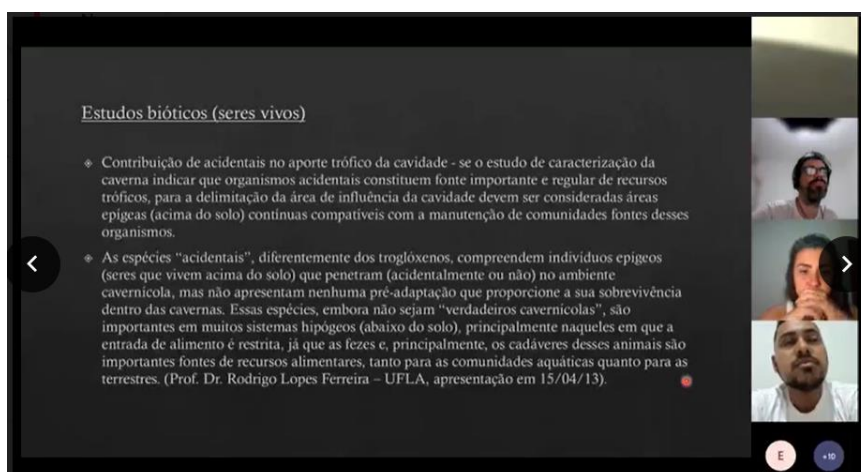 Estudos bióticos (seres vivos)
Contribuição de acidentais no aporte trófico da cavidade - se o estudo de caracterização da
caverna indicar que organismos acidentais constituem fonte importante e regular de recursos
tróficos, para a delimitação da área de influência da cavidade devem ser consideradas áreas
epígeas (acima do solo) contínuas compatíveis com a manutenção de comunidades fontes desses
organismos.
As espécies “acidentais”, diferentemente dos troglóxenos, compreendem indivíduos epígeos
(seres que vivem acima do solo) que penetram (acidentalmente ou não) no ambiente
cavernícola, mas não apresentam nenhuma pré-adaptação que proporcione a sua sobrevivência
dentro das cavernas. Essas espécies, embora não sejam “verdadeiros cavernícolas”, são
importantes em muitos sistemas hipógeos (abaixo do solo), principalmente naqueles em que a
entrada de alimento é restrita, já que as fezes e, principalmente, os cadáveres desses animais são
importantes fontes de recursos alimentares, tanto para as comunidades aquáticas quanto para as
terrestres. (Prof. Dr. Rodrigo Lopes Ferreira – UFLA, apresentação em 15/04/13).
E
+10